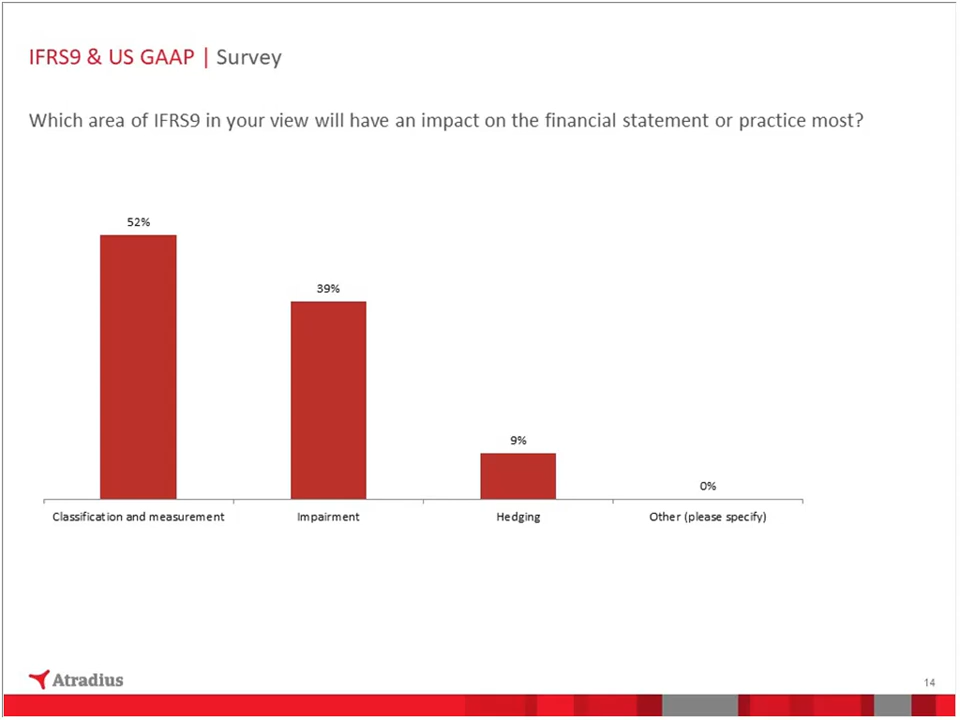 IFRS9 & US GAAP | Survey
Which area of IFRS9 in your view will have an impact on the financial statement or practice most?
52%
39%
9%
0%
Classification and measurement
Impairment
Hedging
Other (please specify)
Atradius
14